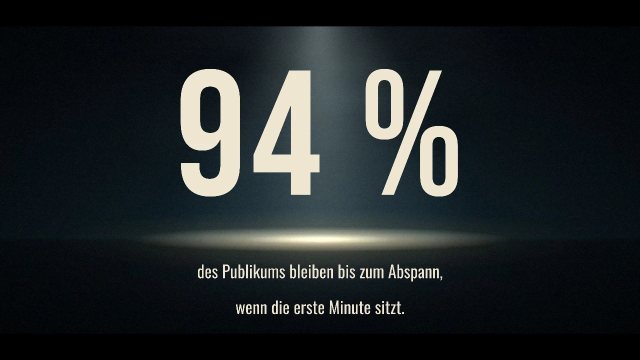 94 %
des Publikums bleiben bis zum Abspann,
wenn die erste Minute sitzt.